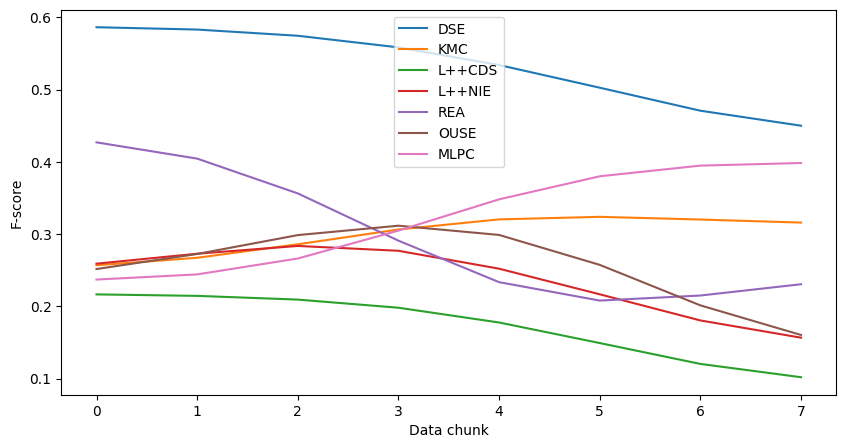 0.6
0.5
0.4
0.3
0.2
0.1
F-score
DSE
KMC
L++CDS
L++NIE
REA
OUSE
MLPC
0 1 2 3 4 5 6 7
Data chunk